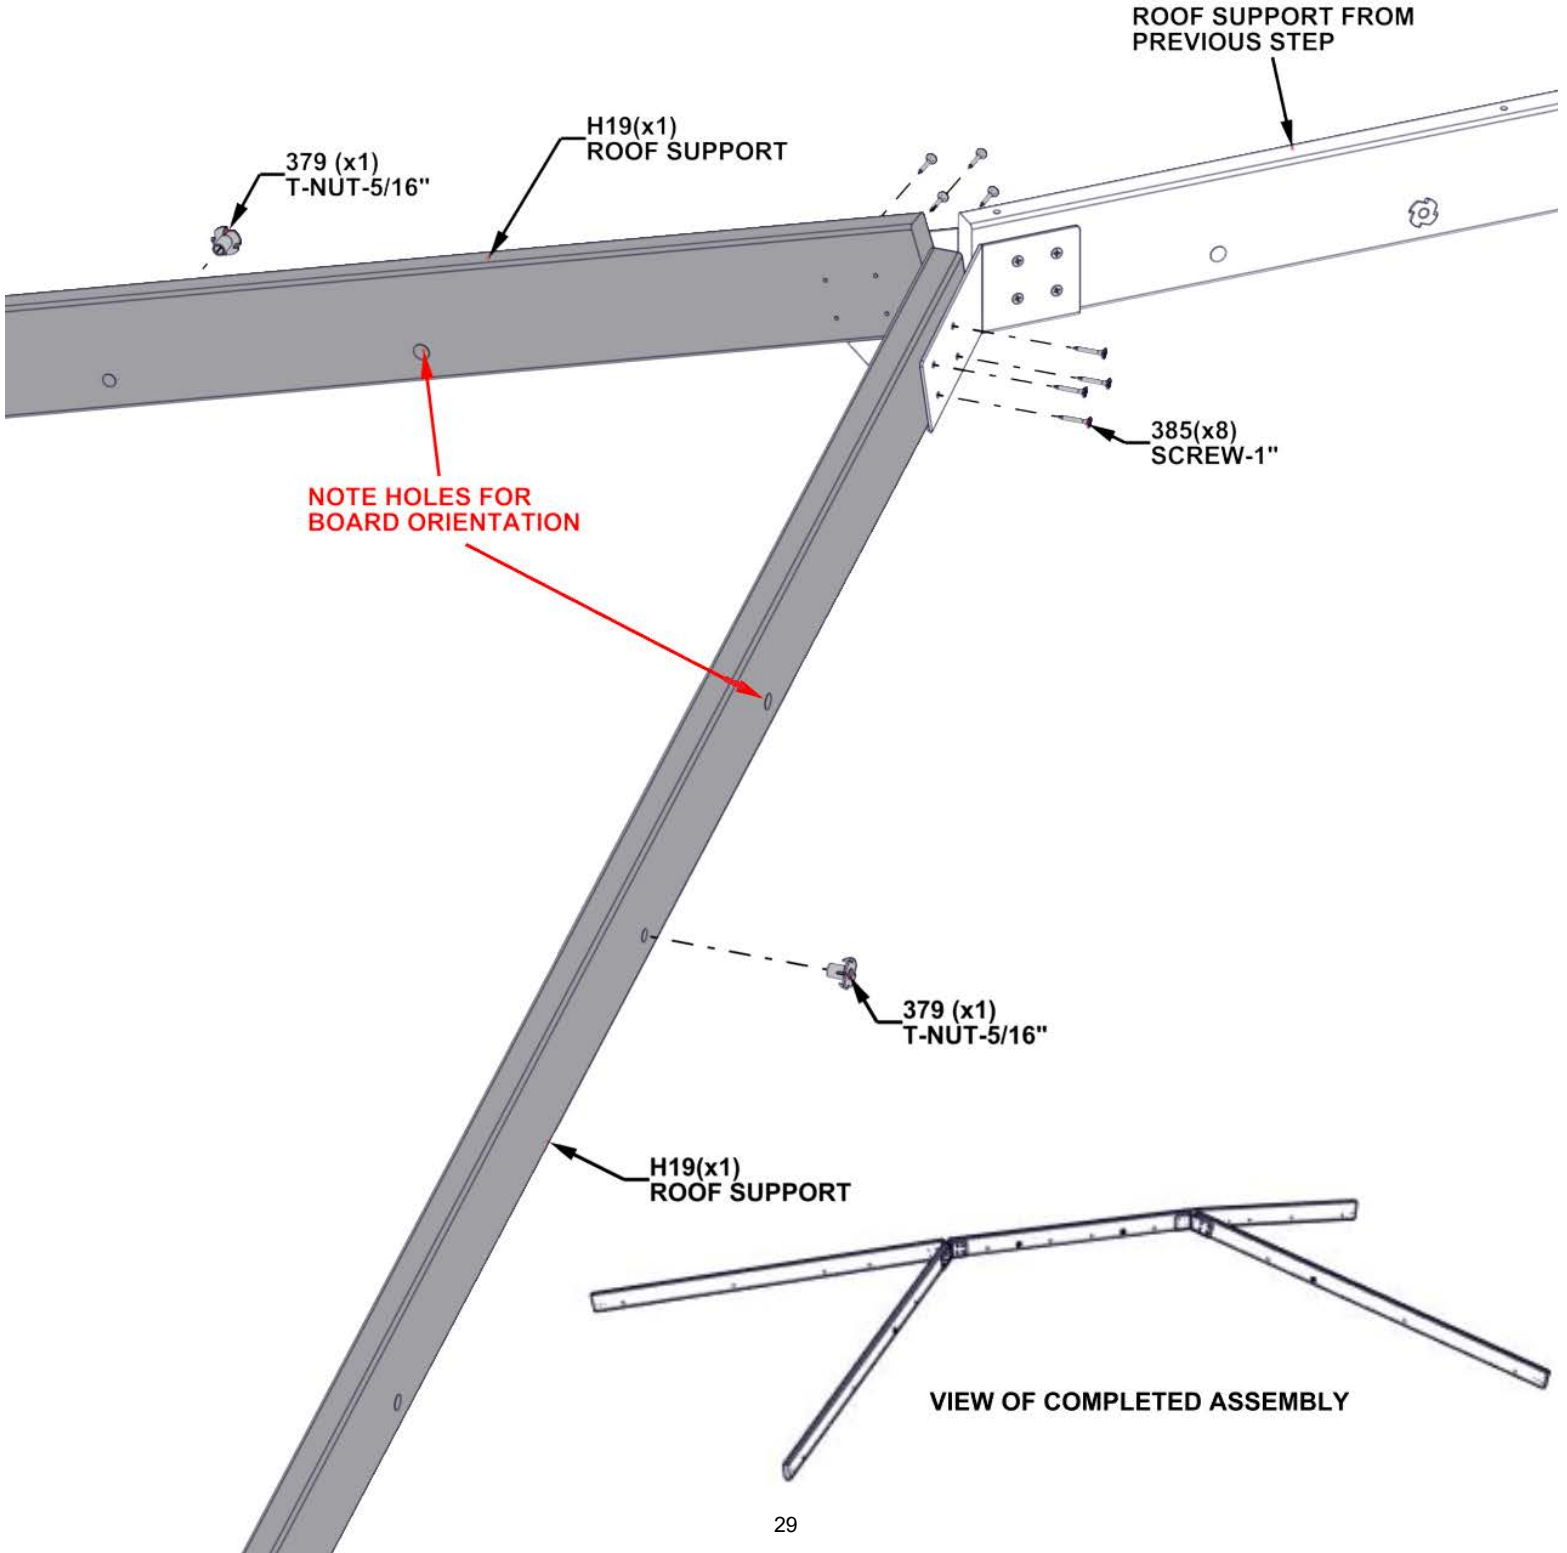 ROOF SUPPORT FROM
PREVIOUS STEP
H19(x1)
ROOF SUPPORT
379 (x1)
T-NUT-5/16"
385(x8)
SCREW-1"
NOTE HOLES FOR
BOARD ORIENTATION
379 (x1)
T-NUT-5/16"
H19(x1)
ROOF SUPPORT
VIEW OF COMPLETED ASSEMBLY
29